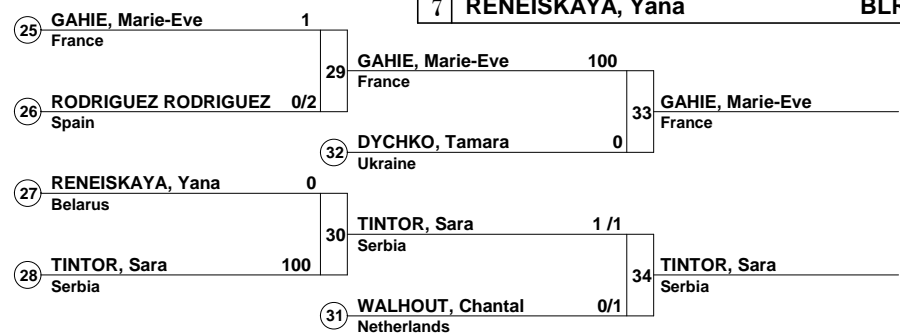 7 RENEISKAYA, Yana BLR
25 GAHIE, Marie-Eve 1
France
29
GAHIE, Marie-Eve 100
France
26 RODRIGUEZ RODRIGUEZ 0/2
Spain
33
GAHIE, Marie-Eve
France
32 DYCHKO, Tamara 0
Ukraine
27 RENEISKAYA, Yana 0
Belarus
30
TINTOR, Sara 1 /1
Serbia
28 TINTOR, Sara 100
Serbia
34
TINTOR, Sara
Serbia
31 WALHOUT, Chantal 0/1
Netherlands